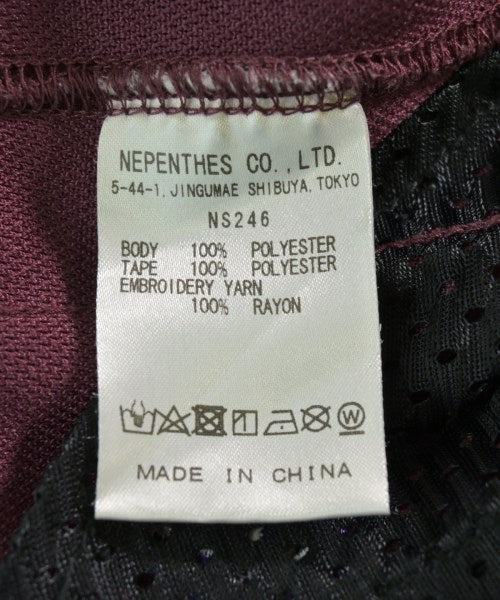 NEPENTHES CO.,LTD.
5-44-1, JINGUMAE SHIBUYA, TOKYO
NS246
BODY 100% POLYESTER
TAPE 100% POLYESTER
EMBROIDERY YARN
100% RAYON
W
MADE IN CHINA